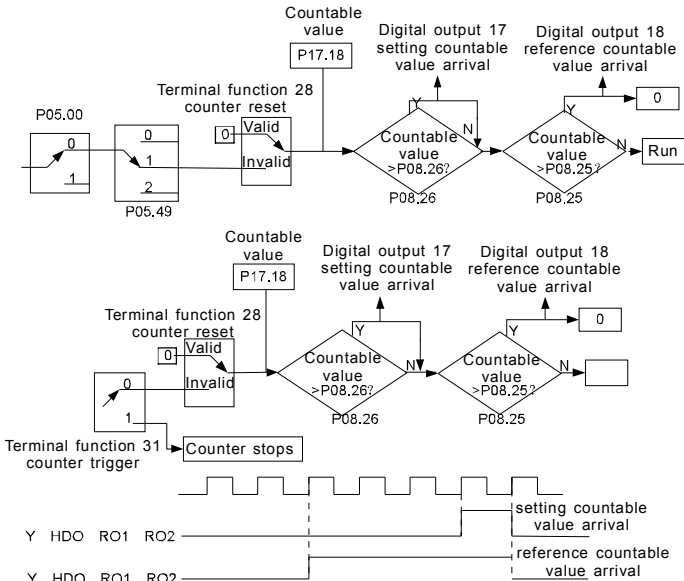 Countable
value
Digital output 17
setting countable
value arrival
Digital output 18
reference countable
value arrival
P17.18
Terminal function 28
counter reset
P05.00
0
1
0
1
2
P05.49
0
Valid
Invalid
Y
N
Countable
value
>P08.26?
P08.26
Y
N
Countable
value
>P08.25?
P08.25
0
Run
Countable
value
P17.18
Digital output 17
setting countable
value arrival
Digital output 18
reference countable
value arrival
Terminal function 28
counter reset
0
Valid
Invalid
0
1
Terminal function 31
counter trigger
Counter stops
Y
N
Countable
value
>P08.26?
P08.26
Y
N
Countable
value
>P08.25?
P08.25
0
Y HDO RO1 RO2
setting countable
value arrival
Y HDO RO1 RO2
reference countable
value arrival